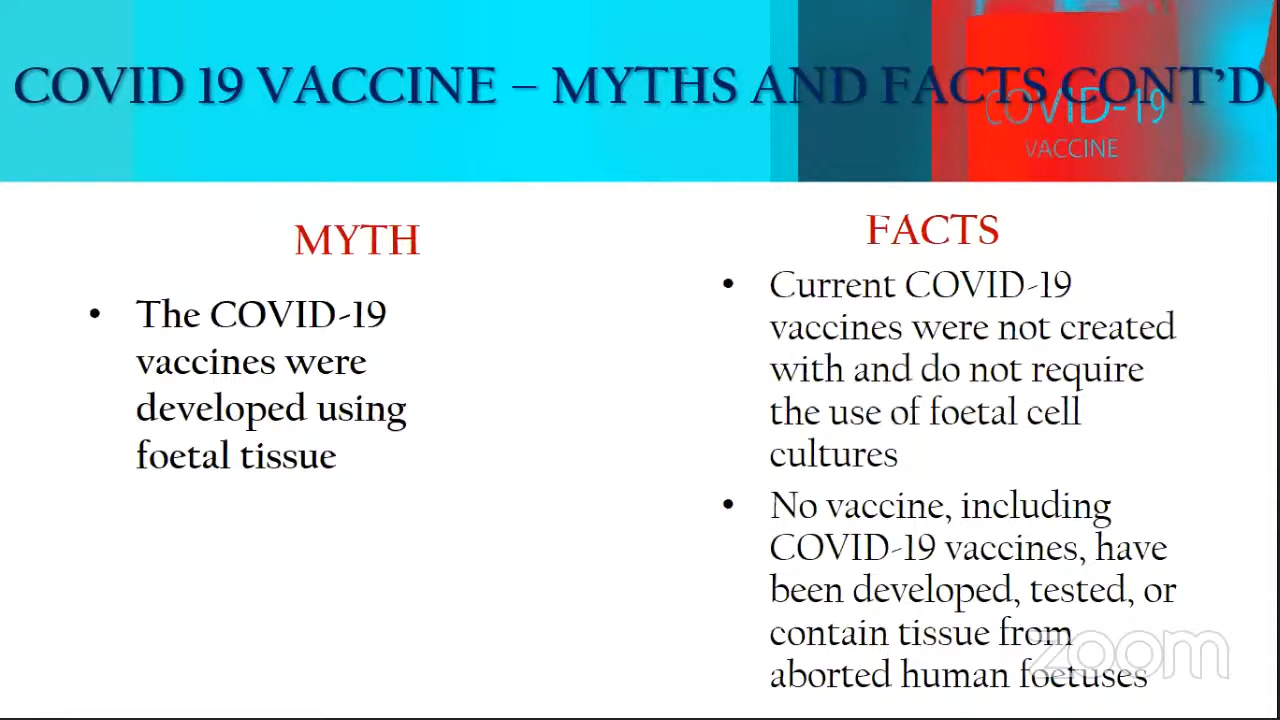 COVID 19 VACCINE – MYTHS AND FACTS CONT’D
COVID-19
VACCINE
MYTH
• The COVID-19
vaccines were
developed using
foetal tissue
FACTS
• Current COVID-19
vaccines were not created
with and do not require
the use of foetal cell
cultures
• No vaccine, including
COVID-19 vaccines, have
been developed, tested, or
contain tissue from
aborted human foetuses
zoom